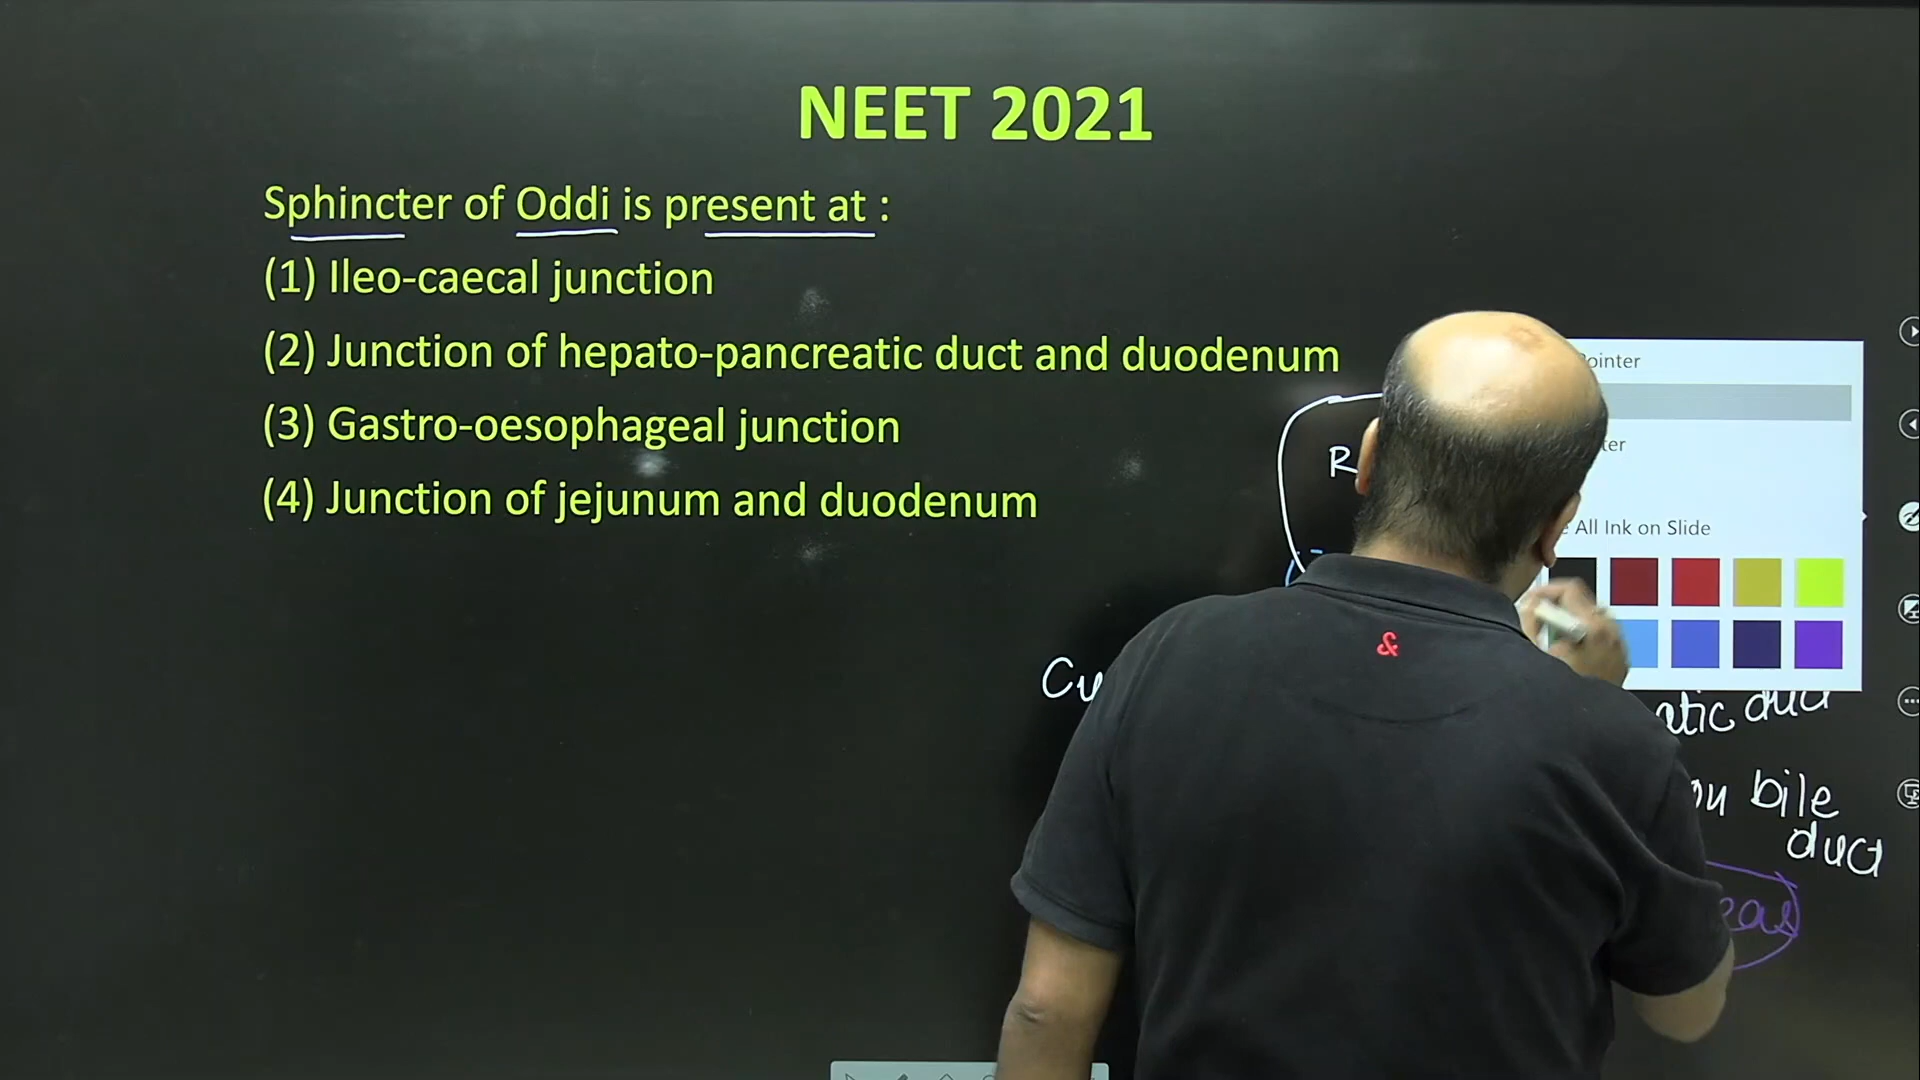 NEET 2021
Sphincter of Oddi is present at :
(1) Ileo-caecal junction
(2) Junction of hepato-pancreatic duct and duodenum
(3) Gastro-oesophageal junction
(4) Junction of jejunum and duodenum
R
All Ink on Slide
duct
bile
duct